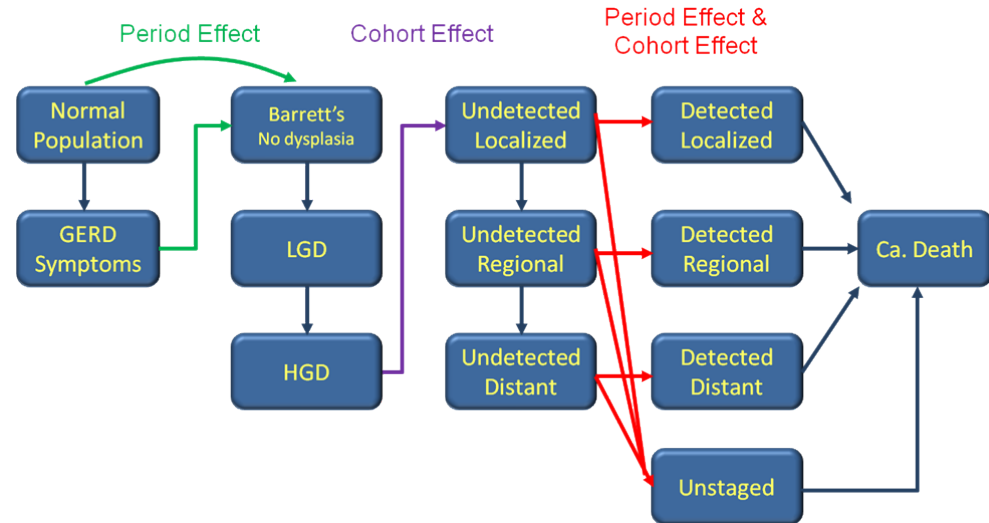 Period Effect
Cohort Effect
Period Effect &
Cohort Effect
Normal
Population
Barrett's
No dysplasia
Undetected
Localized
Detected
Localized
GERD
Symptoms
LGD
Undetected
Regional
Detected
Regional
Ca. Death
HGD
Undetected
Distant
Detected
Distant
Unstaged